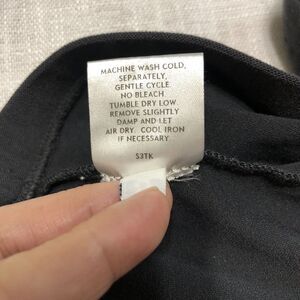 MACHINE WASH COLD,
SEPARATELY,
GENTLE CYCLE.
NO BLEACH.
TUMBLE DRY LOW.
REMOVE SLIGHTLY
DAMP AND LET
AIR DRY. COOL IRON
IF NECESSARY.
S3TK